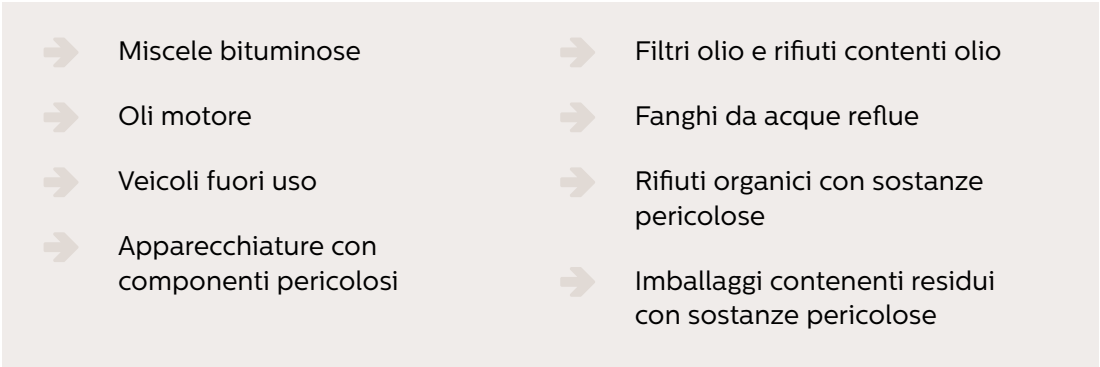 Miscele bituminose
Oli motore
Veicoli fuori uso
Apparecchiature con
componenti pericolosi
Filtri olio e rifiuti contenti olio
Fanghi da acque reflue
Rifiuti organici con sostanze
pericolose
Imballaggi contenenti residui
con sostanze pericolose